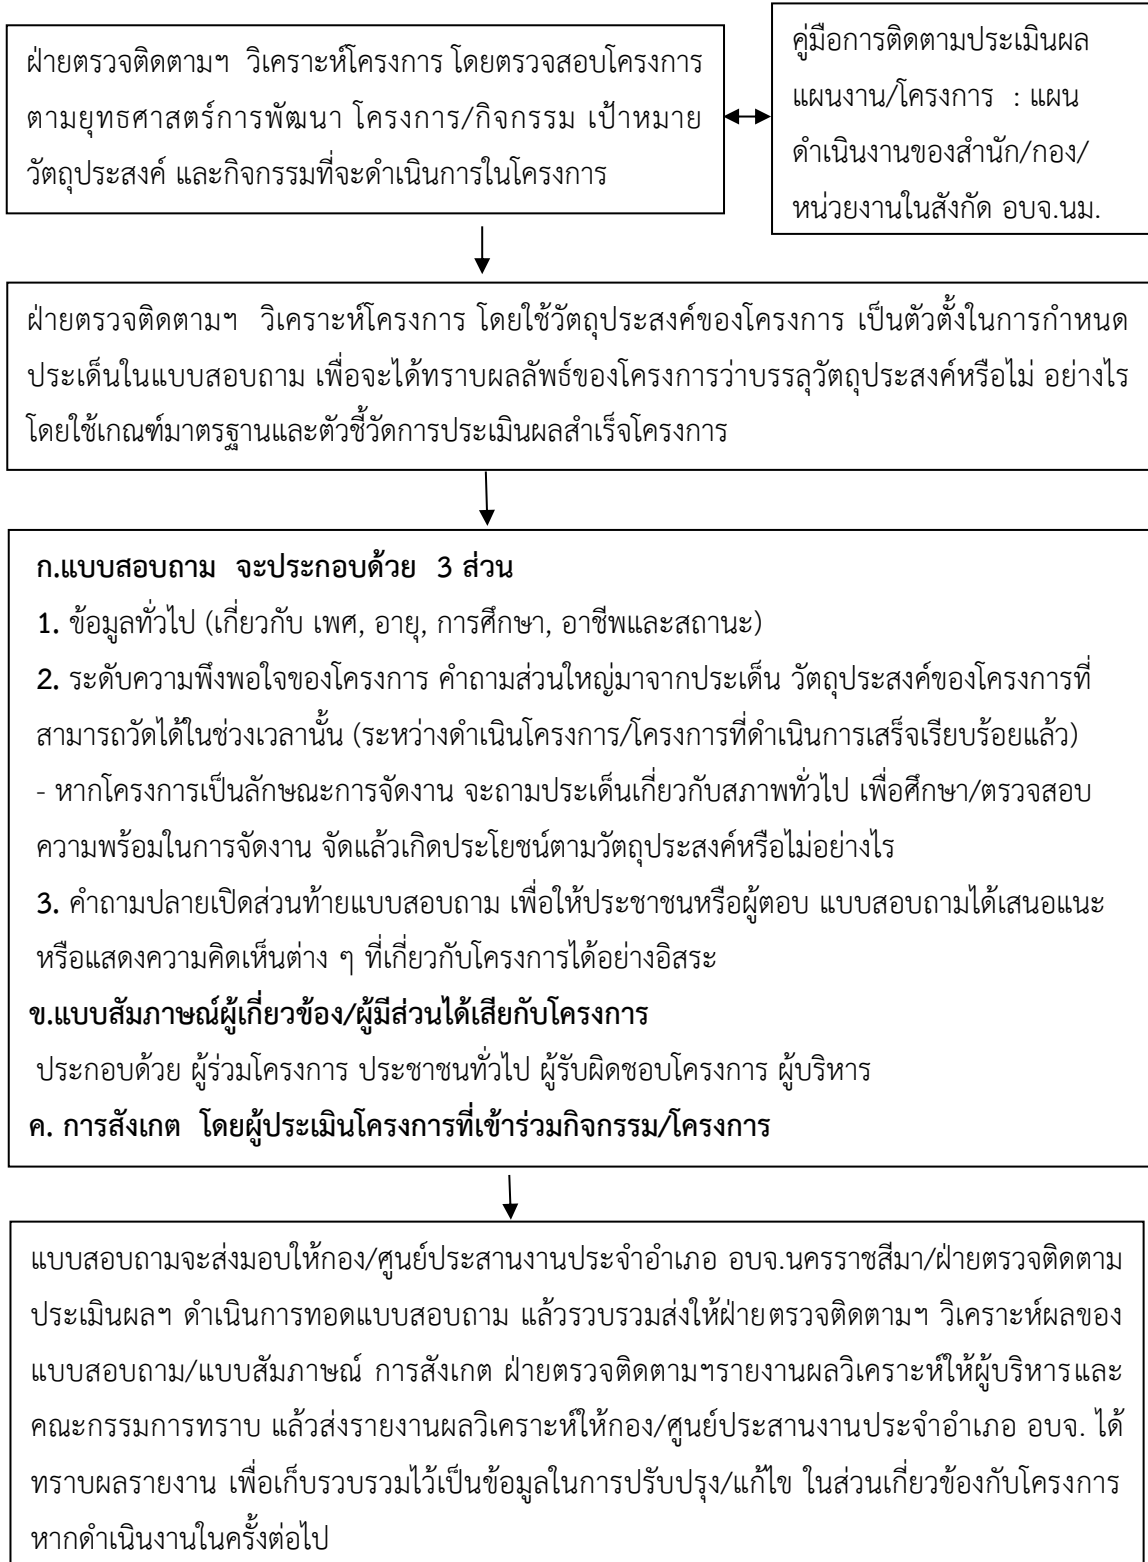 ฝ่ายตรวจติดตามฯ วิเคราะห์โครงการ โดยตรวจสอบโครงการ
ตามยุทธศาสตร์การพัฒนา โครงการ/กิจกรรม เป้าหมาย
วัตถุประสงค์ และกิจกรรมที่จะดำเนินการในโครงการ
คู่มือการติดตามประเมินผล
แผนงาน/โครงการ : แผน
ดำเนินงานของสำนัก/กอง/
หน่วยงานในสังกัด อบจ.นม.
ฝ่ายตรวจติดตามฯ วิเคราะห์โครงการ โดยใช้วัตถุประสงค์ของโครงการ เป็นตัวตั้งในการกำหนด
ประเด็นในแบบสอบถาม เพื่อจะได้ทราบผลลัพธ์ของโครงการว่าบรรลุวัตถุประสงค์หรือไม่ อย่างไร
โดยใช้เกณฑ์มาตรฐานและตัวชี้วัดการประเมินผลสำเร็จโครงการ
ก.แบบสอบถาม จะประกอบด้วย 3 ส่วน
1. ข้อมูลทั่วไป (เกี่ยวกับ เพศ, อายุ, การศึกษา, อาชีพและสถานะ)
2. ระดับความพึงพอใจของโครงการ คำถามส่วนใหญ่มาจากประเด็น วัตถุประสงค์ของโครงการที่
สามารถวัดได้ในช่วงเวลานั้น (ระหว่างดำเนินโครงการ/โครงการที่ดำเนินการเสร็จเรียบร้อยแล้ว)
- หากโครงการเป็นลักษณะการจัดงาน จะถามประเด็นเกี่ยวกับสภาพทั่วไป เพื่อศึกษา/ตรวจสอบ
ความพร้อมในการจัดงาน จัดแล้วเกิดประโยชน์ตามวัตถุประสงค์หรือไม่อย่างไร
3. คำถามปลายเปิดส่วนท้ายแบบสอบถาม เพื่อให้ประชาชนหรือผู้ตอบ แบบสอบถามได้เสนอแนะ
หรือแสดงความคิดเห็นต่าง ๆ ที่เกี่ยวกับโครงการได้อย่างอิสระ
ข.แบบสัมภาษณ์ผู้เกี่ยวข้อง/ผู้มีส่วนได้เสียกับโครงการ
ประกอบด้วย ผู้ร่วมโครงการ ประชาชนทั่วไป ผู้รับผิดชอบโครงการ ผู้บริหาร
ค. การสังเกต โดยผู้ประเมินโครงการที่เข้าร่วมกิจกรรม/โครงการ
แบบสอบถามจะส่งมอบให้กอง/ศูนย์ประสานงานประจำอำเภอ อบจ.นครราชสีมา/ฝ่ายตรวจติดตาม
ประเมินผลฯ ดำเนินการทอดแบบสอบถาม แล้วรวบรวมส่งให้ฝ่ายตรวจติดตามฯ วิเคราะห์ผลของ
แบบสอบถาม/แบบสัมภาษณ์ การสังเกต ฝ่ายตรวจติดตามฯรายงานผลวิเคราะห์ให้ผู้บริหารและ
คณะกรรมการทราบ แล้วส่งรายงานผลวิเคราะห์ให้กอง/ศูนย์ประสานงานประจำอำเภอ อบจ. ได้
ทราบผลรายงาน เพื่อเก็บรวบรวมไว้เป็นข้อมูลในการปรับปรุง/แก้ไข ในส่วนเกี่ยวข้องกับโครงการ
หากดำเนินงานในครั้งต่อไป